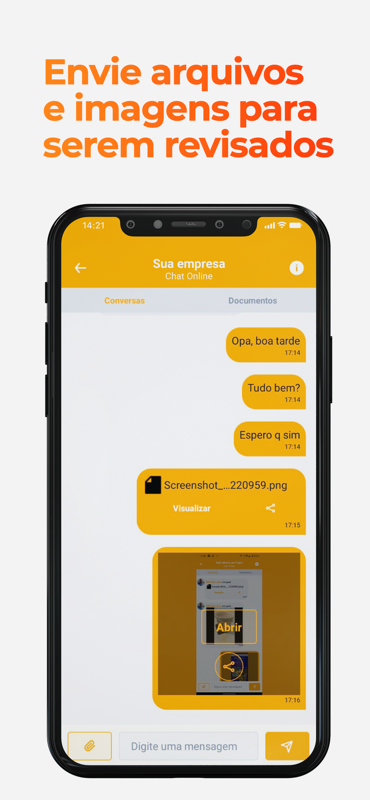 Envie arquivos
e imagens para
serem revisados
14:21
Sua empresa
Chat Online
Conversas Documentos
Opa, boa tarde
17:14
Tudo bem?
17:14
Espero q sim
17:14
Screenshot_...220959.png
Visualizar
17:15
Abrir
17:16
Digite uma mensagem